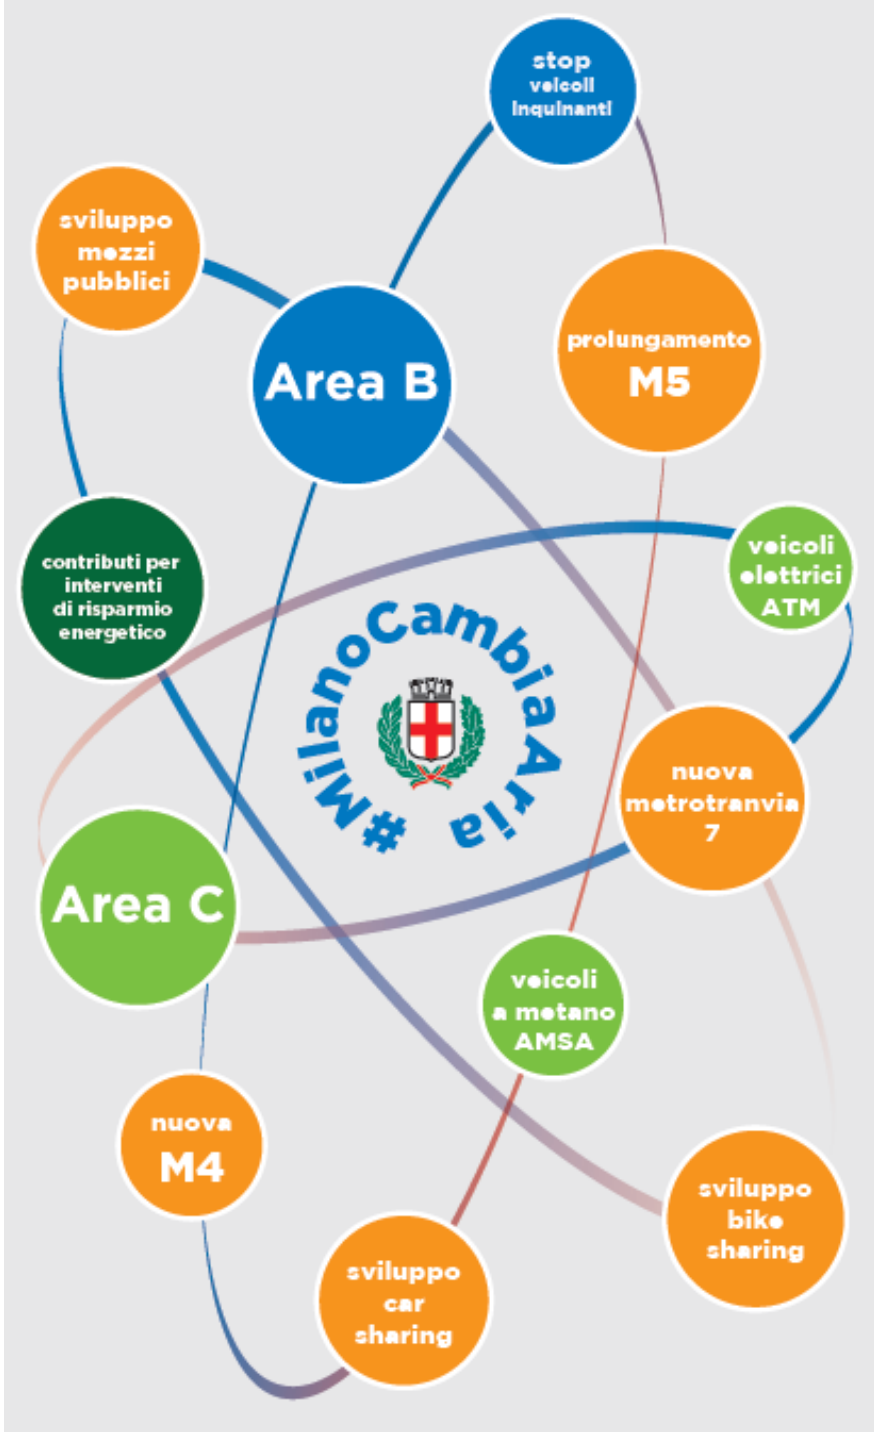 stop
veicoli
inquinanti
sviluppo
mezzi
pubblici
Area B
prolungamento
M5
contributi per
interventi
di risparmio
energetico
veicoli
elettrici
ATM
#MilanoCambiaAria
nuova
metrotranvia
7
Area C
veicoli
a metano
AMSA
nuova
M4
sviluppo
bike
sharing
sviluppo
car
sharing